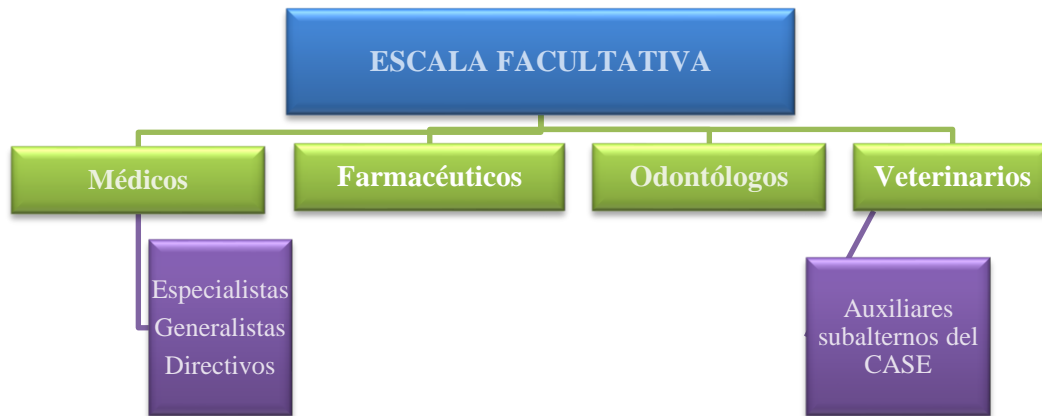 ESCALA FACULTATIVA
Médicos
Farmacéuticos
Odontólogos
Veterinarios
Especialistas
Generalistas
Directivos
Auxiliares
subalternos del
CASE